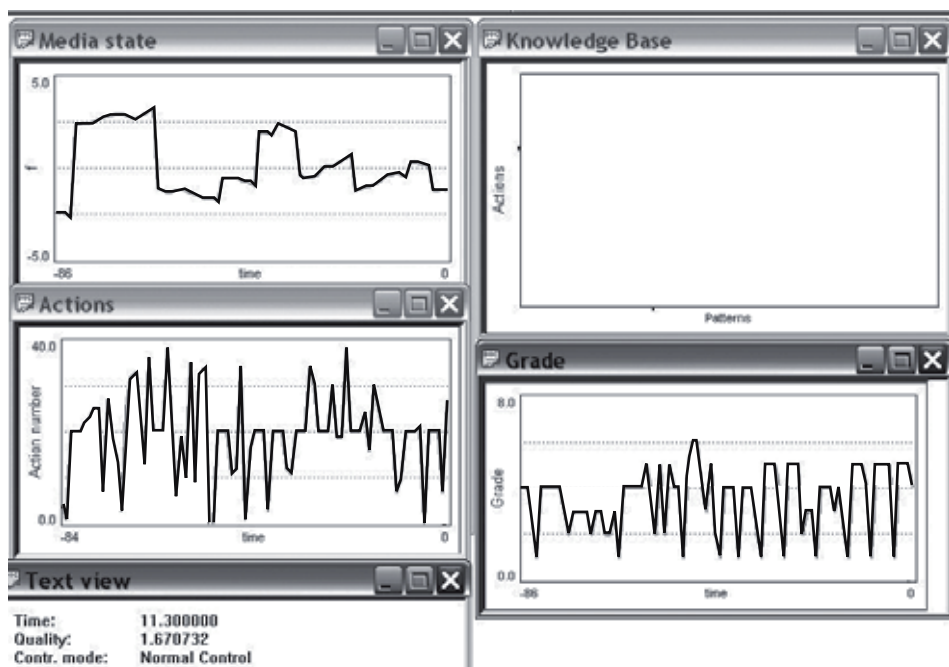 Media state
5.0
f
-5.0
-86
time
0
Actions
40.0
Action number
0.0
-84
time
0
Text view
Time: 11.300000
Quality: 1.670732
Contr. mode: Normal Control
Knowledge Base
Actions
Patterns
Grade
8.0
Grade
0.0
-86
time
0